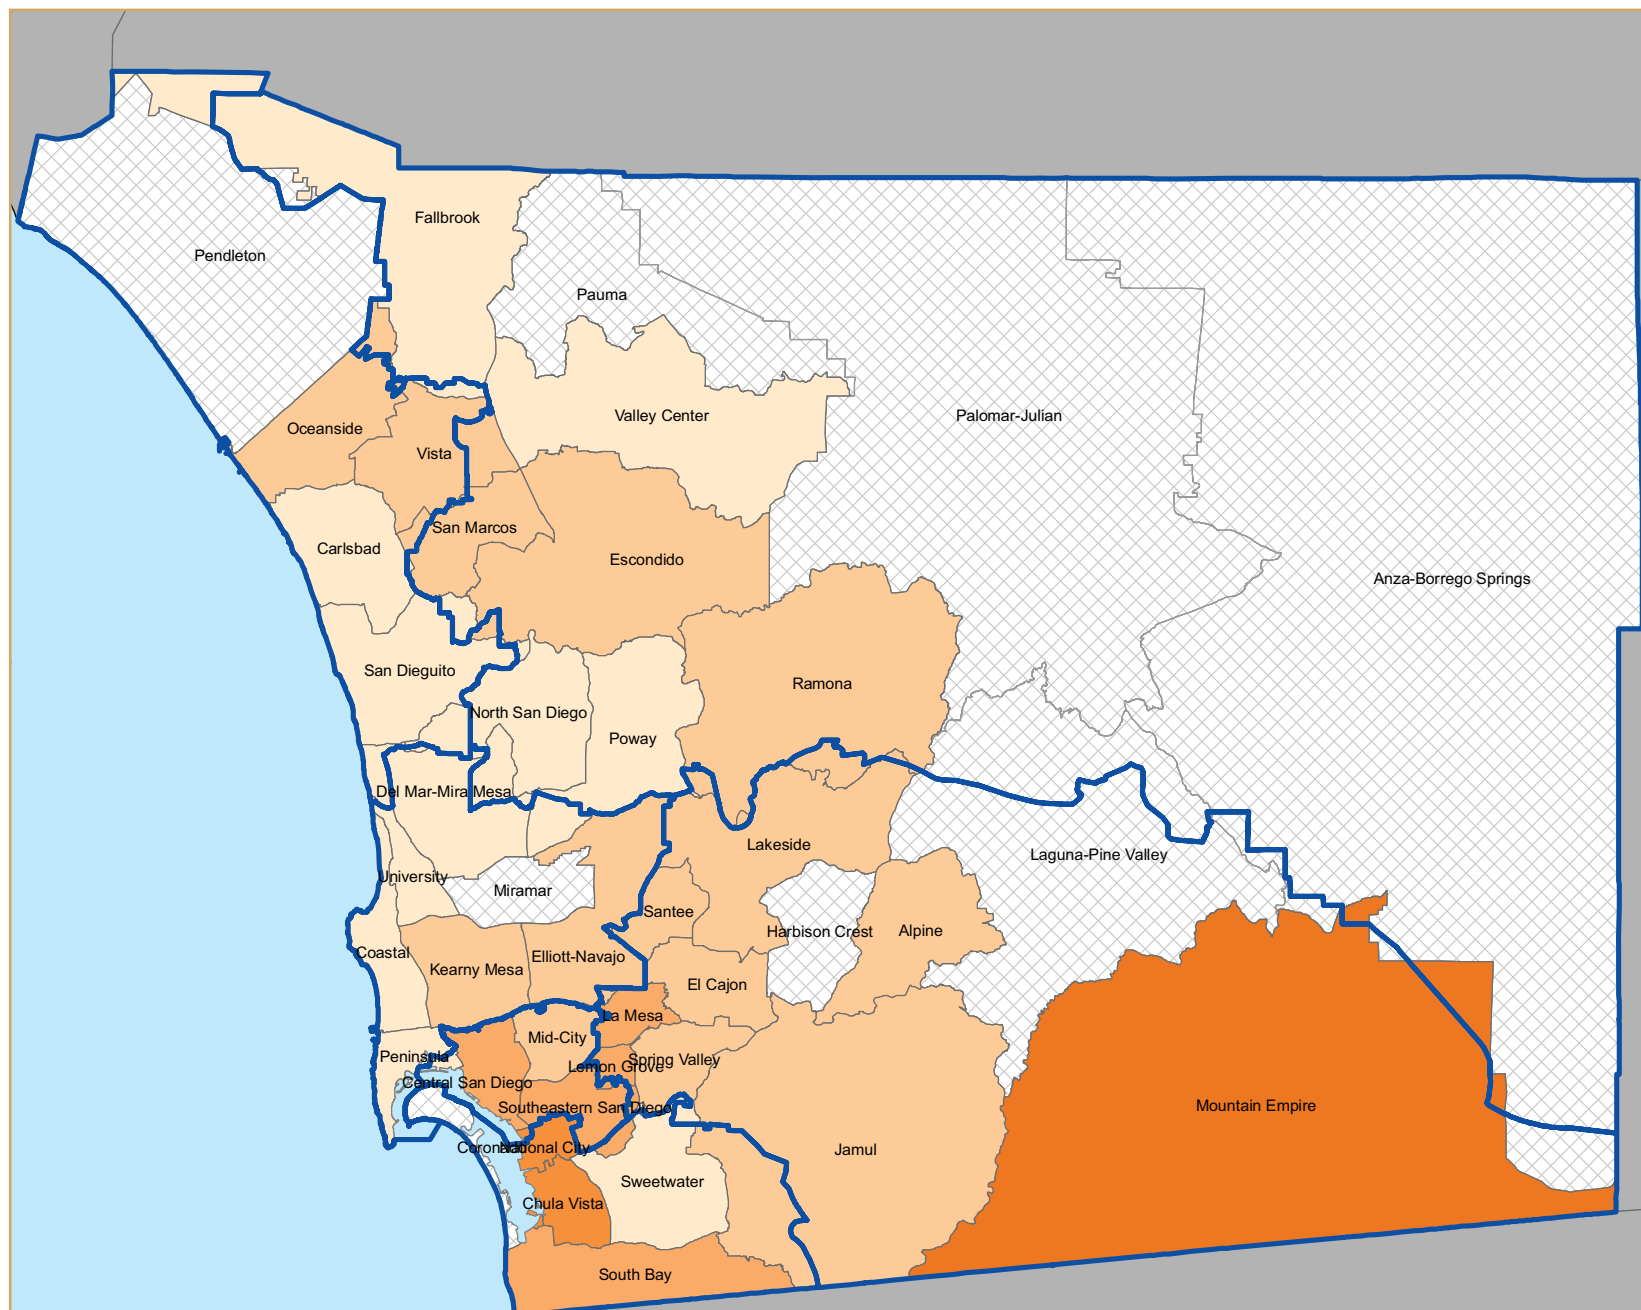 Fallbrook
Pendleton
Pauma
Valley Center
Palomar-Julian
Oceanside
Vista
San Marcos
Carlsbad
Escondido
Anza-Borrego Springs
San Dieguito
Ramona
North San Diego
Poway
Del Mar-Mira Mesa
Lakeside
Laguna-Pine Valley
University
Miramar
Santee
Harbison Crest
Alpine
Coastal
Elliott-Navajo
Kearny Mesa
El Cajon
La Mesa
Mid-City
Peninsula
Lemon Grove
Spring Valley
Central San Diego
Southeastern San Diego
Mountain Empire
Coronado
National City
Jamul
Sweetwater
Chula Vista
South Bay